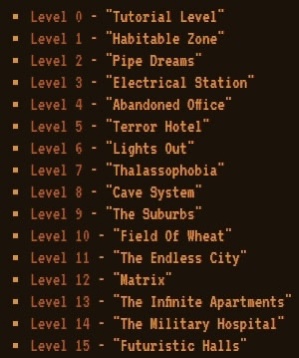 Level 0 - "Tutorial Level"
Level 1 - "Habitable Zone"
Level 2 - "Pipe Dreams"
Level 3 - "Electrical Station"
Level 4 - "Abandoned Office"
Level 5 - "Terror Hotel"
Level 6 - "Lights Out"
Level 7 - "Thalassophobia"
Level 8 - "Cave System"
Level 9 - "The Suburbs"
Level 10 - "Field Of Wheat"
Level 11 - "The Endless City"
Level 12 - "Matrix"
Level 13 - "The Infinite Apartments"
Level 14 - "The Military Hospital"
Level 15 - "Futuristic Halls"